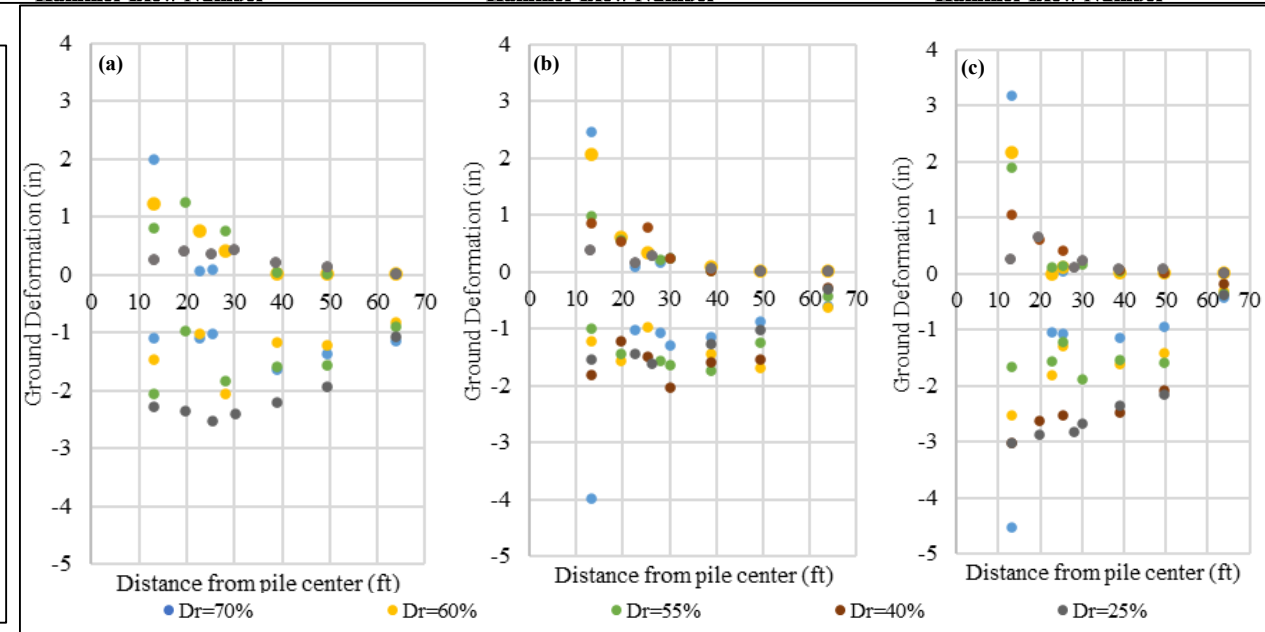 (a)
4
3
2
1
0
-1
-2
-3
-4
-5
0 10 20 30 40 50 60 70
Ground Deformation (in)
Distance from pile center (ft)
(b)
4
3
2
1
0
-1
-2
-3
-4
-5
0 10 20 30 40 50 60 70
Ground Deformation (in)
Distance from pile center (ft)
(c)
4
3
2
1
0
-1
-2
-3
-4
-5
0 10 20 30 40 50 60 70
Ground Deformation (in)
Distance from pile center (ft)
Dr=70% Dr=60% Dr=55% Dr=40% Dr=25%